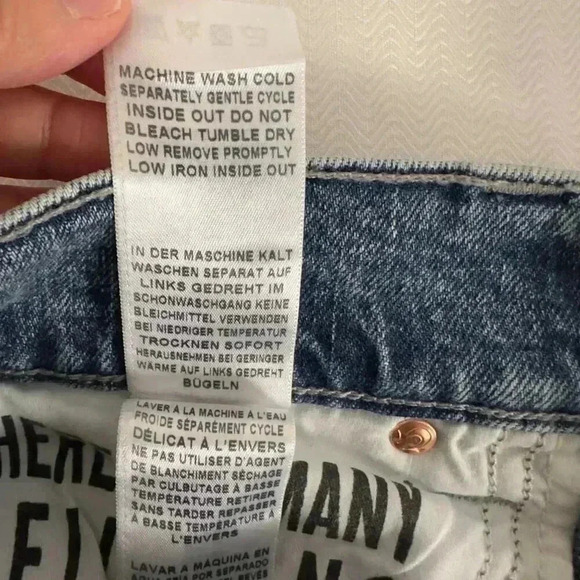 MACHINE WASH COLD
SEPARATELY GENTLE CYCLE
INSIDE OUT DO NOT
BLEACH TUMBLE DRY
LOW REMOVE PROMPTLY
LOW IRON INSIDE OUT
IN DER MASCHINE KALT
WASCHEN SEPARAT AUF
LINKS GEDREHT IM
SCHONWASCHGANG KEINE
BLEICHMITTEL VERWENDEN
BEI NIEDRIGER TEMPERATUR
TROCKNEN SOFORT
HERAUSNEHMEN BEI GERINGER
WÄRME AUF LINKS GEDREHT
BÜGELN
LAVER À LA MACHINE À L'EAU
FROIDE SÉPARÉMENT CYCLE
DÉLICAT À L'ENVERS
NE PAS UTILISER D'AGENT
DE BLANCHIMENT SÉCHAGE
PAR CULBUTAGE À BASSE
TEMPÉRATURE RETIRER
SANS TARDER REPASSER
À BASSE TEMPÉRATURE À
L'ENVERS
LAVAR A MÁQUINA EN
MANY